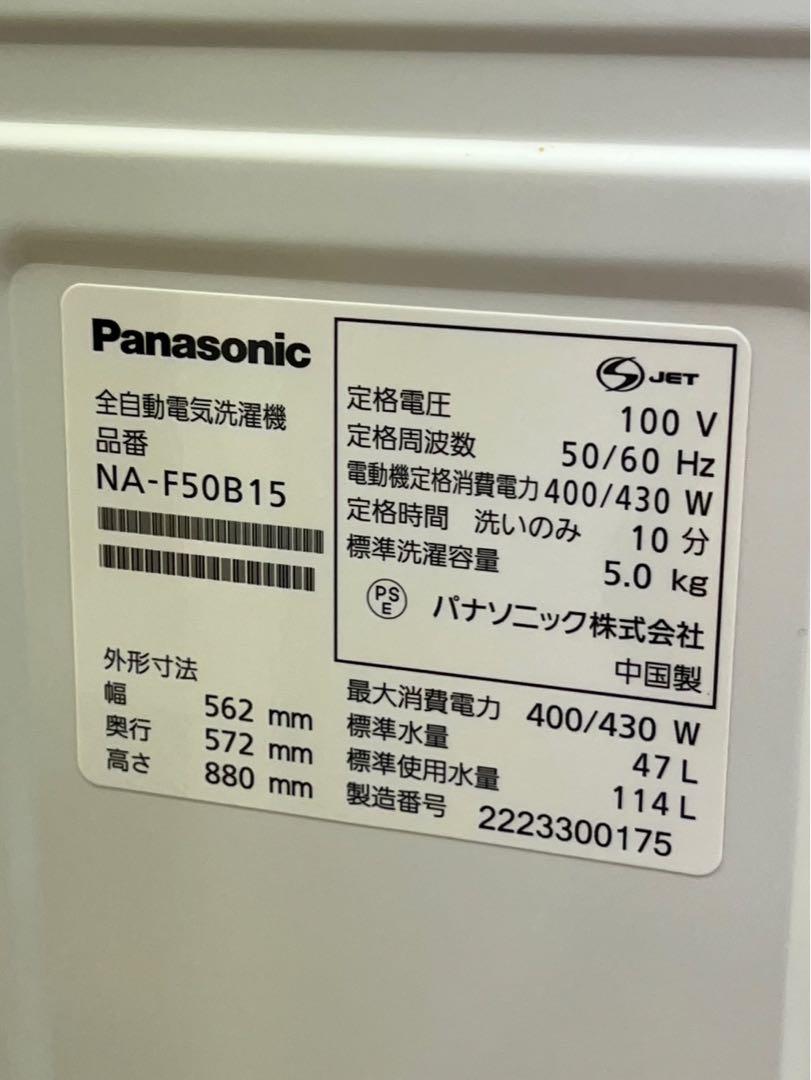 Panasonic
全自動電気洗濯機
品番
NA-F50B15
外形寸法
幅 562 mm
奥行 572 mm
高さ 880 mm
JET
定格電圧 100 V
定格周波数 50/60 Hz
電動機定格消費電力 400/430 W
定格時間 洗いのみ 10 分
標準洗濯容量 5.0 kg
PS
E
パナソニック株式会社
中国製
最大消費電力 400/430 W
標準水量 47 L
標準使用水量 114 L
製造番号 2223300175